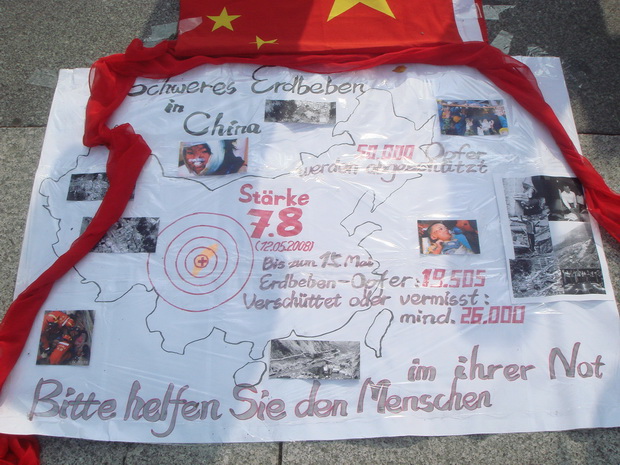 Schweres Erdbeben
in
China
50.000 Opfer
werden abgeschätzt
Stärke
7.8
(12.05.2008)
Bis zum 15 Mai
Erdbeben-Opfer: 19.505
Verschüttet oder vermisst:
mind. 26.000
Bitte helfen Sie den Menschen
in ihrer Not